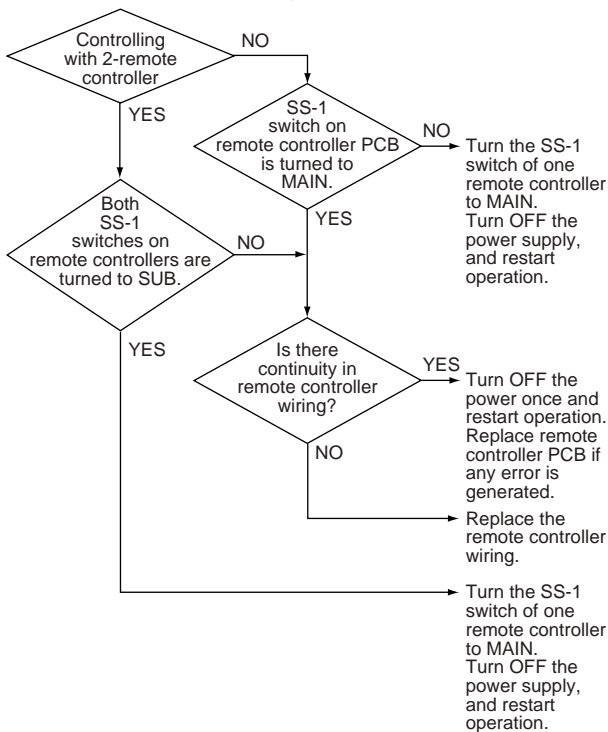 Controlling
with 2-remote
controller
NO
YES
SS-1
switch on
remote controller PCB
is turned to
MAIN.
NO
Turn the SS-1
switch of one
remote controller
to MAIN.
Turn OFF the
power supply,
and restart
operation.
YES
Both
SS-1
switches on
remote controllers are
turned to SUB.
NO
YES
Is there
continuity in
remote controller
wiring?
YES
Turn OFF the
power once and
restart operation.
Replace remote
controller PCB if
any error is
generated.
NO
Replace the
remote controller
wiring.
Turn the SS-1
switch of one
remote controller
to MAIN.
Turn OFF the
power supply,
and restart
operation.